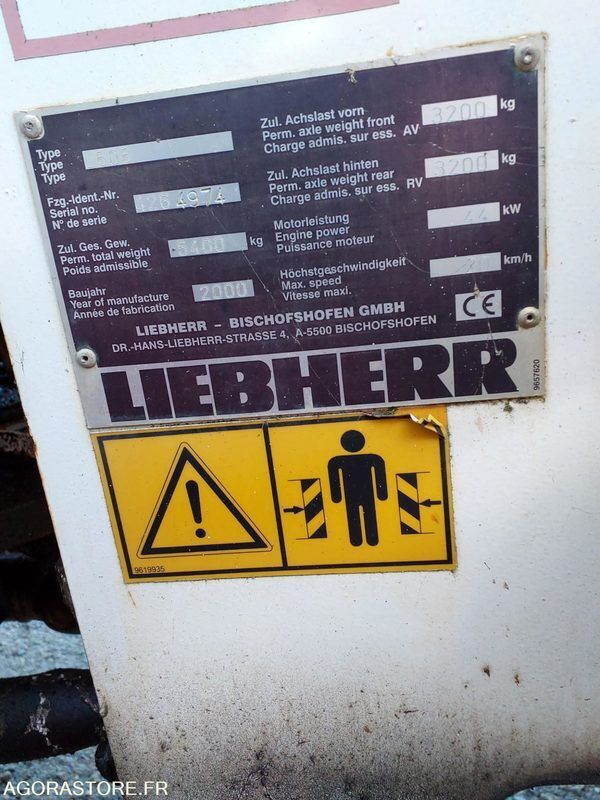 Type
Type
Type
Fzg.-Ident.-Nr.
Serial no.
N° de serie
4974
Zul. Ges. Gew.
Perm. total weight
Poids admissible
5400 kg
Baujahr
Year of manufacture
Année de fabrication
2000
Zul. Achslast vorn
Perm. axle weight front
Charge admis. sur ess. AV
3200 kg
Zul. Achslast hinten
Perm. axle weight rear
Charge admis. sur ess. RV
3200 kg
Motorleistung
Engine power
Puissance moteur
44 kW
Höchstgeschwindigkeit
Max. speed
Vitesse maxi.
km/h
CE
LIEBHERR - BISCHOFSHOFEN GMBH
DR.-HANS-LIEBHERR-STRASSE 4, A-5500 BISCHOFSHOFEN
LIEBHERR
9657620
9619935
AGORASTORE.FR